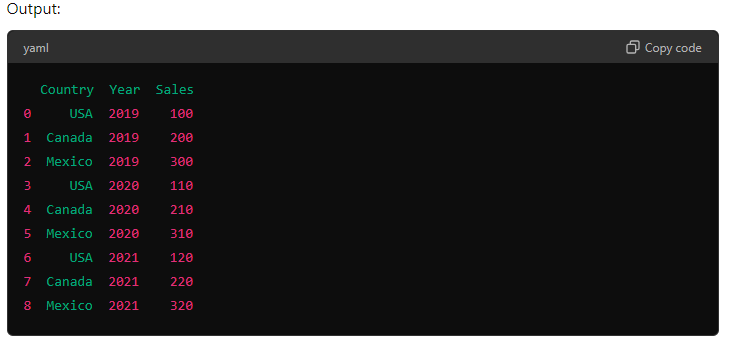 Output:
yaml Copy code
Country Year Sales
0 USA 2019 100
1 Canada 2019 200
2 Mexico 2019 300
3 USA 2020 110
4 Canada 2020 210
5 Mexico 2020 310
6 USA 2021 120
7 Canada 2021 220
8 Mexico 2021 320